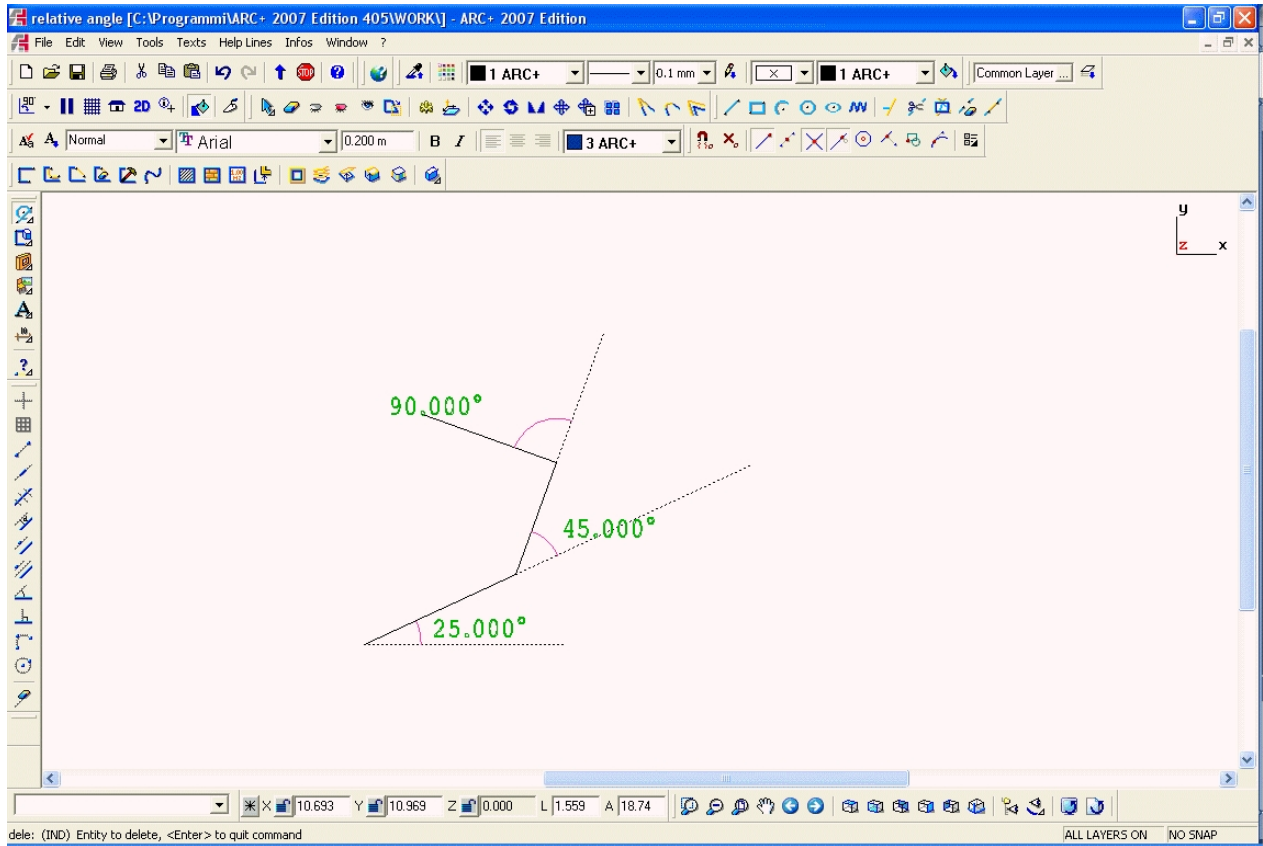 relative angle [C:\Programmi\ARC+ 2007 Edition 405\WORK\] - ARC+ 2007 Edition
File Edit View Tools Texts Help Lines Infos Window ?
STOP 1 ARC+ 0.1 mm 1 ARC+ Common Layer ...
2D
Normal Arial 0.200 m B I 3 ARC+
y
z x
90.000°
45.000°
25.000°
X 10.693 Y 10.969 Z 0.000 L 1.559 A 18.74
dele: (IND) Entity to delete, <Enter> to quit command ALL LAYERS ON NO SNAP